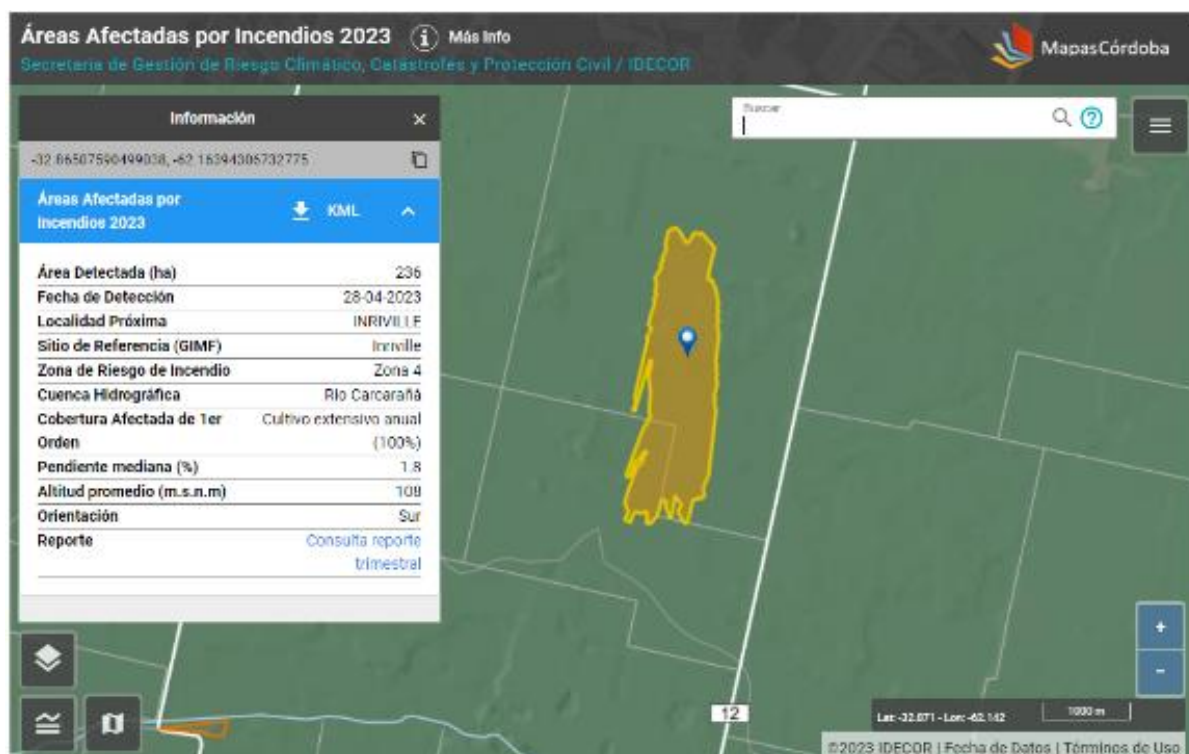 Áreas Afectadas por Incendios 2023 i Más Info
Secretaría de Gestión de Riesgo Climático, Catástrofes y Protección Civil / IDECOR
MapasCórdoba
Información ×
-32.86507590499038, -62.16394306732775
Áreas Afectadas por
Incendios 2023
KML
Área Detectada (ha) 236
Fecha de Detección 28-04-2023
Localidad Próxima INRIVILLE
Sitio de Referencia (GIMF) Inriville
Zona de Riesgo de Incendio Zona 4
Cuenca Hidrográfica Río Carcarañá
Cobertura Afectada de 1er Cultivo extensivo anual
Orden (100%)
Pendiente mediana (%) 1.8
Altitud promedio (m.s.n.m) 108
Orientación Sur
Reporte Consulta reporte
trimestral
Buscar
?
+
−
12
Lat: -32.871 - Lon: -62.142 1000 m
©2023 IDECOR | Fecha de Datos | Términos de Uso